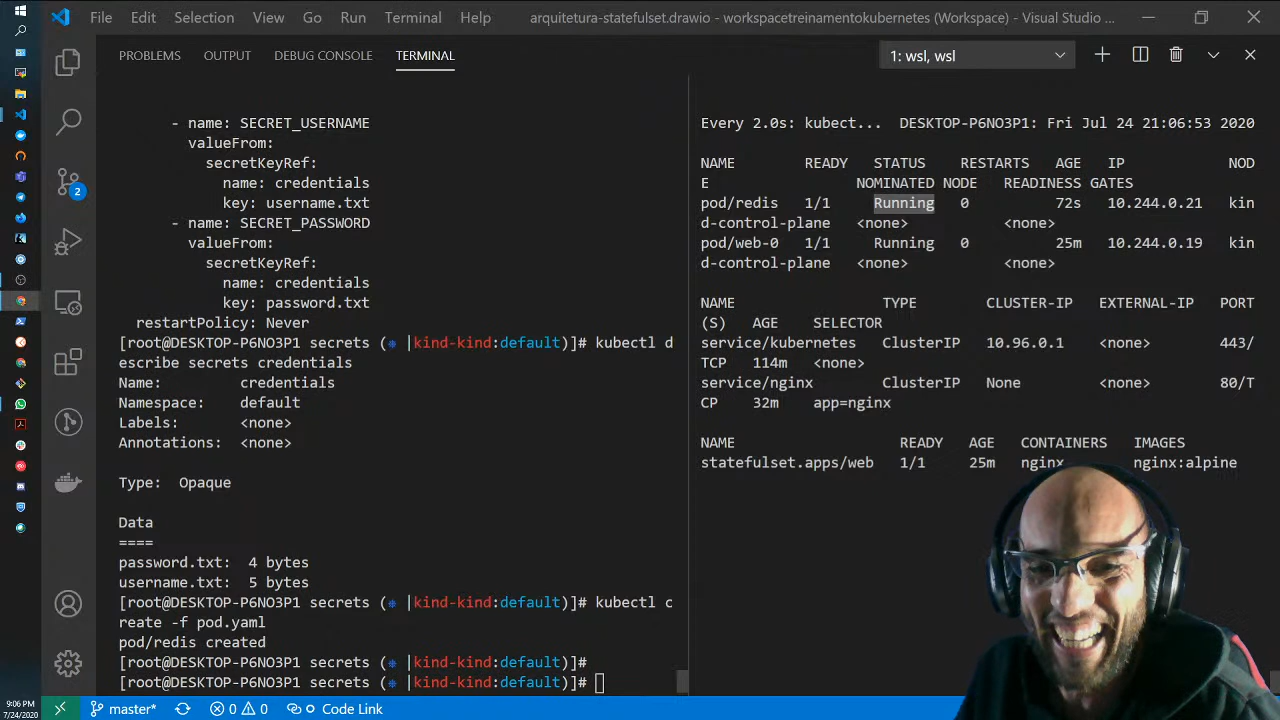 File Edit Selection View Go Run Terminal Help arquitetura-statefulset.drawio - workspacetreinamentokubernetes (Workspace) - Visual Studio ...
PROBLEMS OUTPUT DEBUG CONSOLE TERMINAL 1: wsl, wsl
- name: SECRET_USERNAME
valueFrom:
secretKeyRef:
name: credentials
key: username.txt
- name: SECRET_PASSWORD
valueFrom:
secretKeyRef:
name: credentials
key: password.txt
restartPolicy: Never
[root@DESKTOP-P6NO3P1 secrets (⎈ |kind-kind:default)]# kubectl d
escribe secrets credentials
Name: credentials
Namespace: default
Labels: <none>
Annotations: <none>
Type: Opaque
Data
====
password.txt: 4 bytes
username.txt: 5 bytes
[root@DESKTOP-P6NO3P1 secrets (⎈ |kind-kind:default)]# kubectl c
reate -f pod.yaml
pod/redis created
[root@DESKTOP-P6NO3P1 secrets (⎈ |kind-kind:default)]#
[root@DESKTOP-P6NO3P1 secrets (⎈ |kind-kind:default)]#
Every 2.0s: kubect... DESKTOP-P6NO3P1: Fri Jul 24 21:06:53 2020
NAME READY STATUS RESTARTS AGE IP NOD
E NOMINATED NODE READINESS GATES
pod/redis 1/1 Running 0 72s 10.244.0.21 kin
d-control-plane <none> <none>
pod/web-0 1/1 Running 0 25m 10.244.0.19 kin
d-control-plane <none> <none>
NAME TYPE CLUSTER-IP EXTERNAL-IP PORT
(S) AGE SELECTOR
service/kubernetes ClusterIP 10.96.0.1 <none> 443/
TCP 114m <none>
service/nginx ClusterIP None <none> 80/T
CP 32m app=nginx
NAME READY AGE CONTAINERS IMAGES
statefulset.apps/web 1/1 25m nginx nginx:alpine
2
9:06 PM
7/24/2020
master* 0 0 Code Link